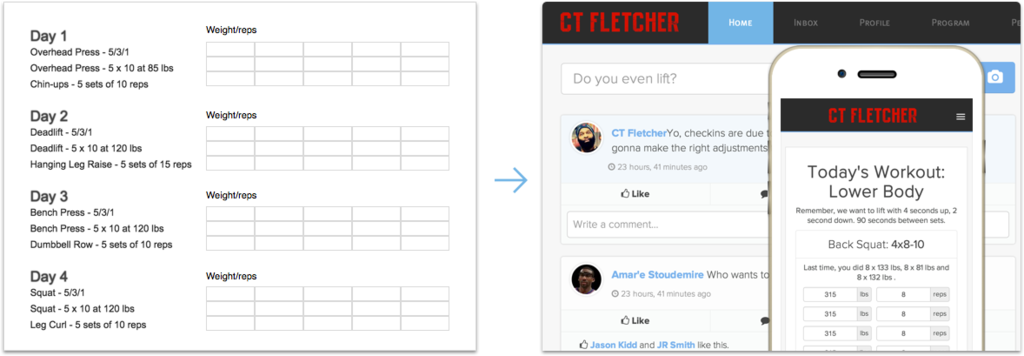 Day 1
Weight/reps
Overhead Press - 5/3/1
Overhead Press - 5 x 10 at 85 lbs
Chin-ups - 5 sets of 10 reps
Day 2
Weight/reps
Deadlift - 5/3/1
Deadlift - 5 x 10 at 120 lbs
Hanging Leg Raise - 5 sets of 15 reps
Day 3
Weight/reps
Bench Press - 5/3/1
Bench Press - 5 x 10 at 120 lbs
Dumbbell Row - 5 sets of 10 reps
Day 4
Weight/reps
Squat - 5/3/1
Squat - 5 x 10 at 120 lbs
Leg Curl - 5 sets of 10 reps
CT FLETCHER
HOME INBOX PROFILE PROGRAM
Do you even lift?
CT FletcherYo, checkins are due
gonna make the right adjustments
23 hours, 41 minutes ago
Like
Write a comment...
Amar'e Stoudemire Who wants to
23 hours, 41 minutes ago
Like
Jason Kidd and JR Smith like this.
CT FLETCHER
Today's Workout:
Lower Body
Remember, we want to lift with 4 seconds up, 2
second down. 90 seconds between sets.
Back Squat: 4x8-10
Last time, you did 8 x 133 lbs, 8 x 81 lbs and
8 x 132 lbs .
315 lbs 8 reps
315 lbs 8 reps
315 lbs 8 reps